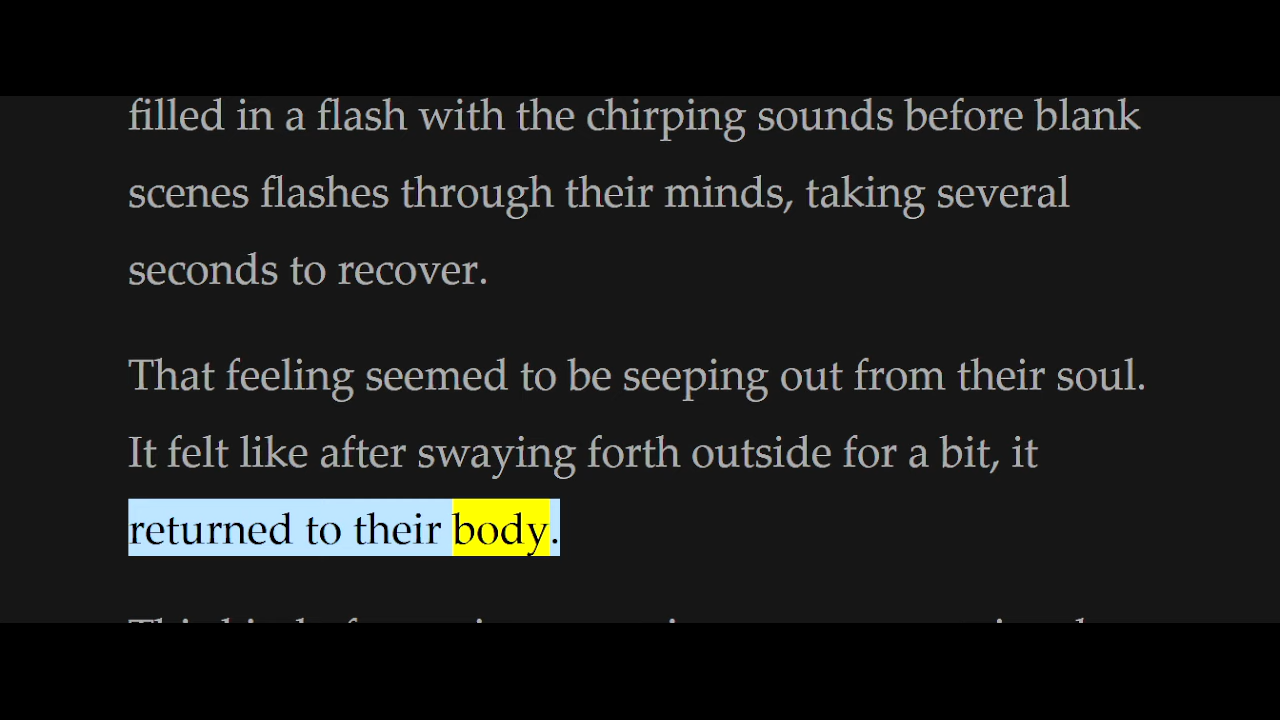 filled in a flash with the chirping sounds before blank
scenes flashes through their minds, taking several
seconds to recover.
That feeling seemed to be seeping out from their soul.
It felt like after swaying forth outside for a bit, it
returned to their body.